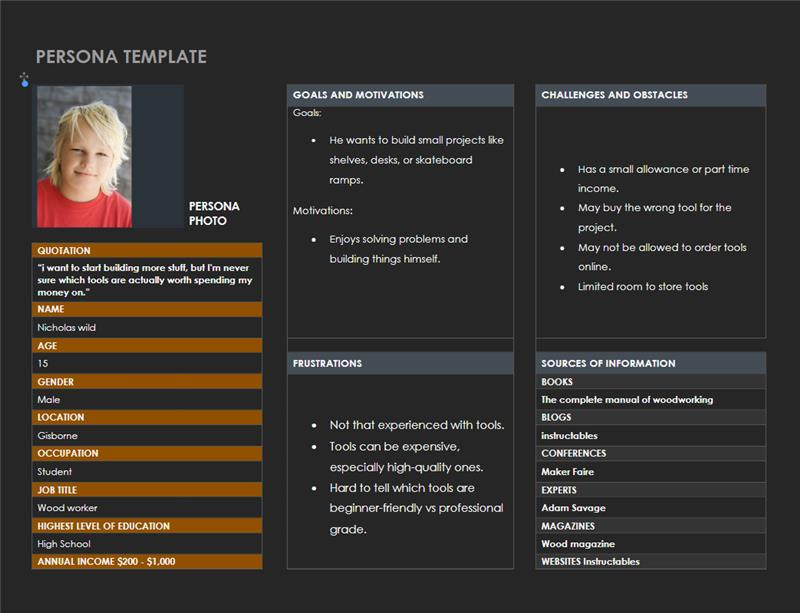 PERSONA TEMPLATE
PERSONA
PHOTO
QUOTATION
"i want to start building more stuff, but I'm never
sure which tools are actually worth spending my
money on."
NAME
Nicholas wild
AGE
15
GENDER
Male
LOCATION
Gisborne
OCCUPATION
Student
JOB TITLE
Wood worker
HIGHEST LEVEL OF EDUCATION
High School
ANNUAL INCOME $200 - $1,000
GOALS AND MOTIVATIONS
Goals:
• He wants to build small projects like
shelves, desks, or skateboard
ramps.
Motivations:
• Enjoys solving problems and
building things himself.
FRUSTRATIONS
• Not that experienced with tools.
• Tools can be expensive,
especially high-quality ones.
• Hard to tell which tools are
beginner-friendly vs professional
grade.
CHALLENGES AND OBSTACLES
• Has a small allowance or part time
income.
• May buy the wrong tool for the
project.
• May not be allowed to order tools
online.
• Limited room to store tools
SOURCES OF INFORMATION
BOOKS
The complete manual of woodworking
BLOGS
instructables
CONFERENCES
Maker Faire
EXPERTS
Adam Savage
MAGAZINES
Wood magazine
WEBSITES Instructables